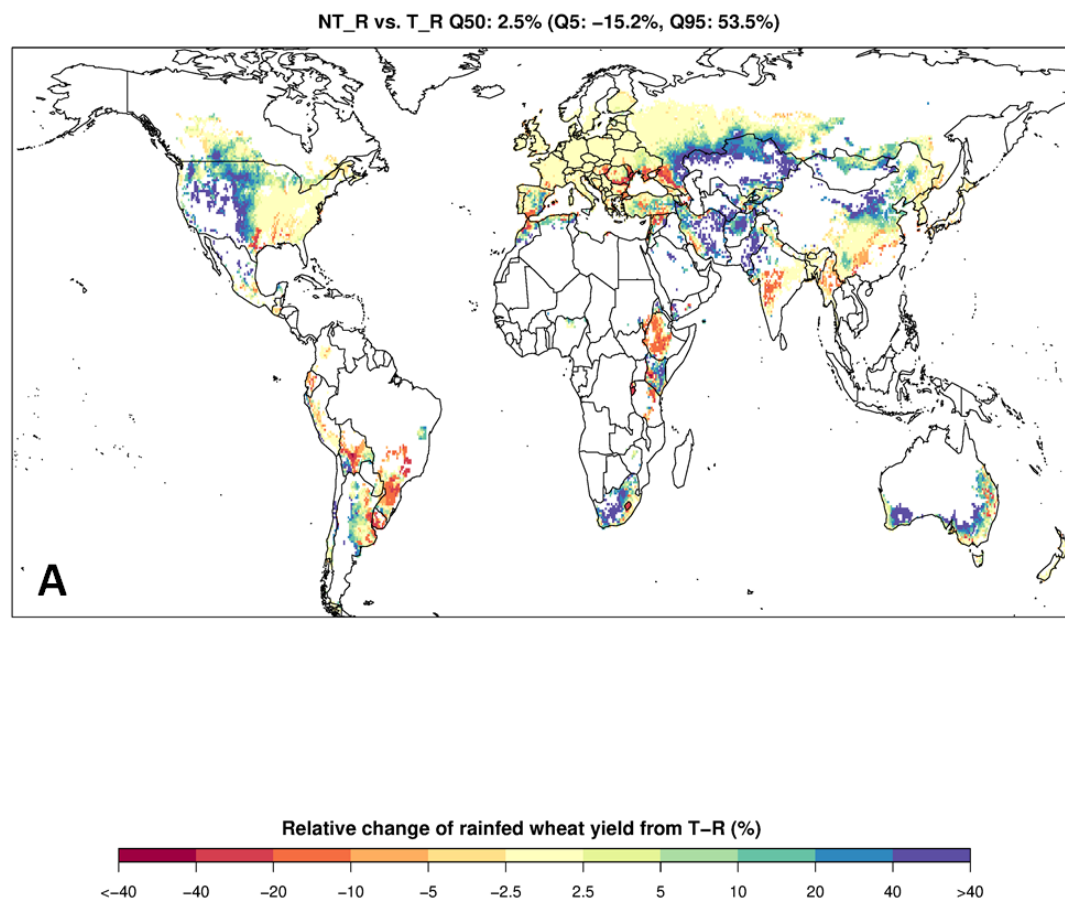 NT_R vs. T_R Q50: 2.5% (Q5: −15.2%, Q95: 53.5%)
A
Relative change of rainfed wheat yield from T−R (%)
<−40 −40 −20 −10 −5 −2.5 2.5 5 10 20 40 >40